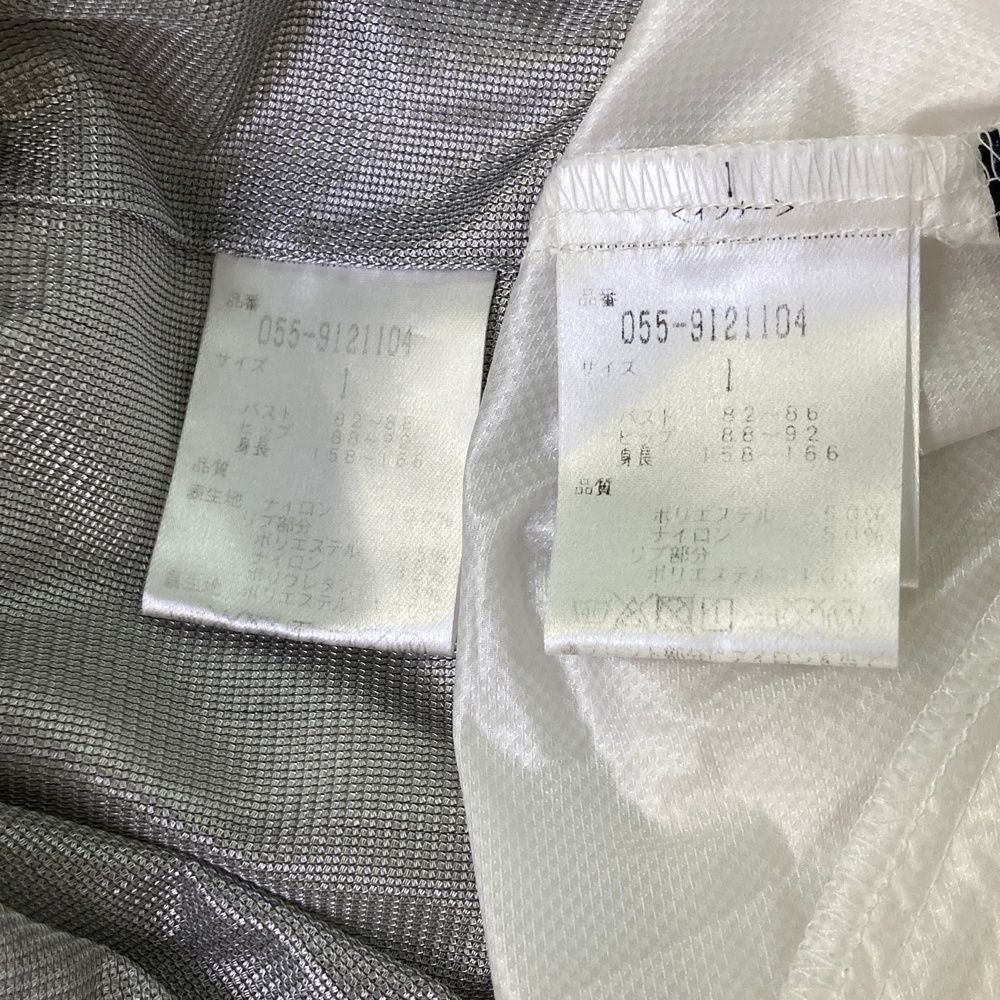 品番
055-9121104
サイズ
1
バスト 82~86
ヒップ 88~92
身長 158~166
品質
表生地 ナイロン
リブ部分
ポリエステル
ナイロン
ポリウレタン
裏生地 ポリエステル
1
<インナー>
品番
055-9121104
サイズ
1
バスト 82~86
ヒップ 88~92
身長 158~166
品質
ポリエステル 50%
ナイロン 50%
リブ部分
ポリエステル 100%